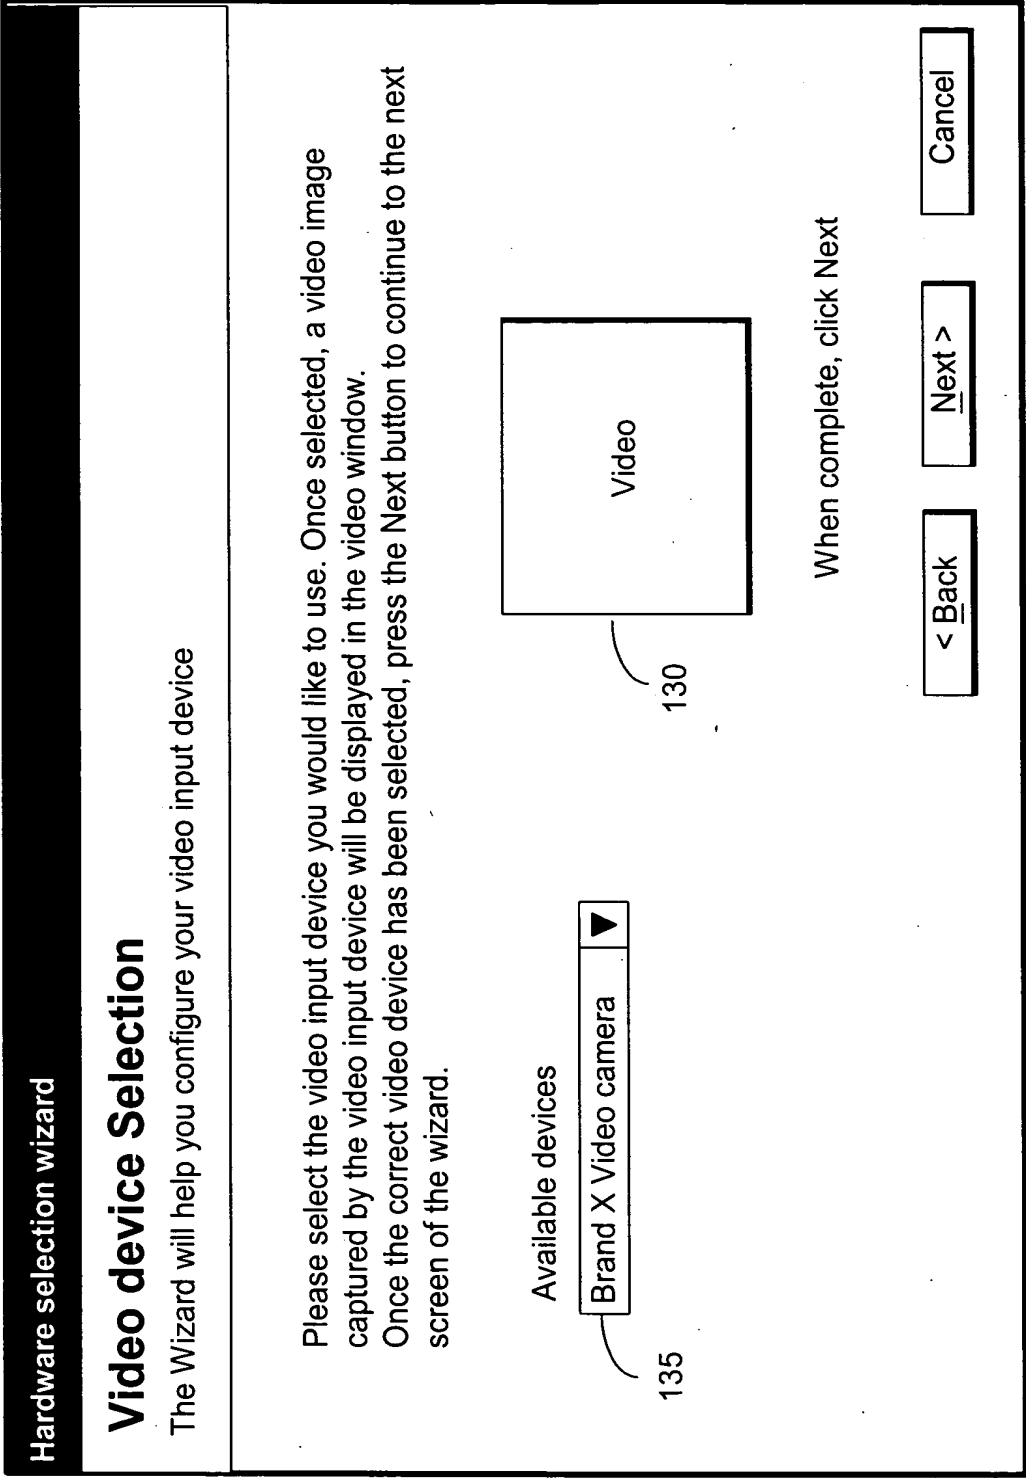 Hardware selection wizard
Video device Selection
The Wizard will help you configure your video input device
Please select the video input device you would like to use. Once selected, a video image
captured by the video input device will be displayed in the video window.
Once the correct video device has been selected, press the Next button to continue to the next
screen of the wizard.
Available devices
Brand X Video camera
135
Video
130
When complete, click Next
< Back
Next >
Cancel